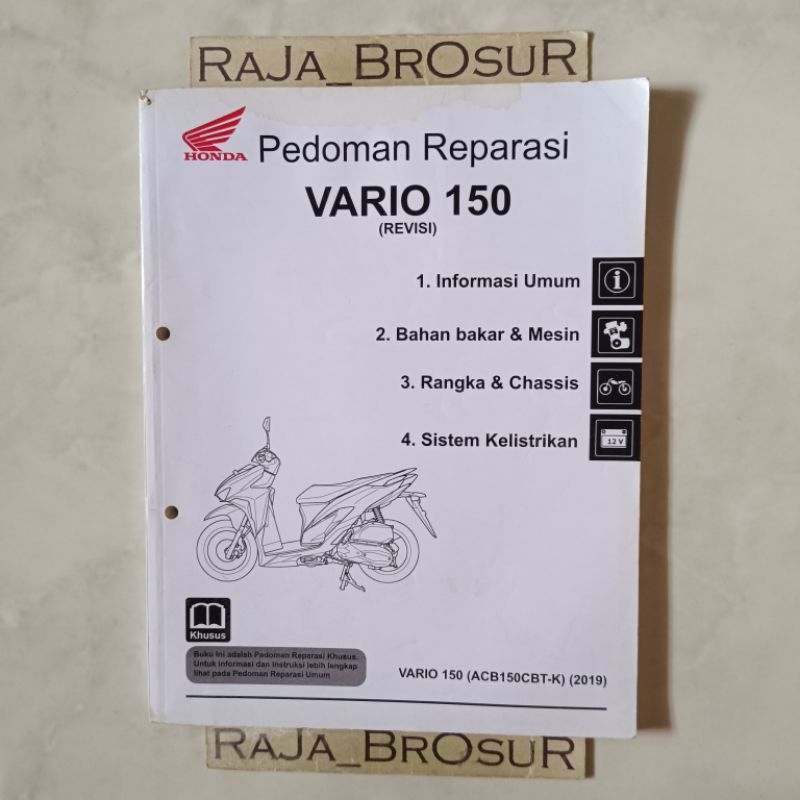 RAJA_BROSUR
HONDA
Pedoman Reparasi
VARIO 150
(REVISI)
1. Informasi Umum
2. Bahan bakar & Mesin
3. Rangka & Chassis
4. Sistem Kelistrikan
12 V
Khusus
Buku ini adalah Pedoman Reparasi Khusus.
Untuk informasi dan instruksi lebih lengkap
lihat pada Pedoman Reparasi Umum
VARIO 150 (ACB150CBT-K) (2019)
RAJA_BROSUR